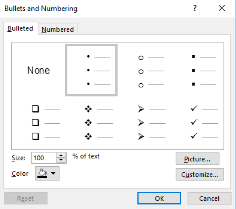 Bullets and Numbering
Bulleted Numbered
None
Size: 100 % of text
Color
Picture...
Customize...
Reset OK Cancel